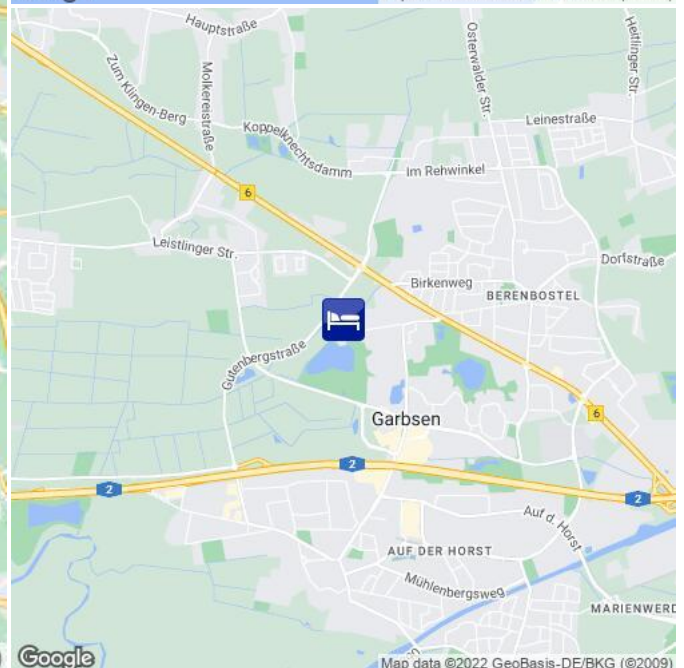 Hauptstraße
Zum Klingen-Berg
Molkereistraße
Osterwalder Str.
Heitlinger Str.
Leinestraße
Koppelknechtsdamm
Im Rehwinkel
6
Leistlinger Str.
Dorfstraße
Birkenweg
BERENBOSTEL
Gutenbergstraße
Garbsen
6
2
2
2
Auf d. Horst
AUF DER HORST
Mühlenbergsweg
MARIENWERD
Google
Map data ©2022 GeoBasis-DE/BKG (©2009)